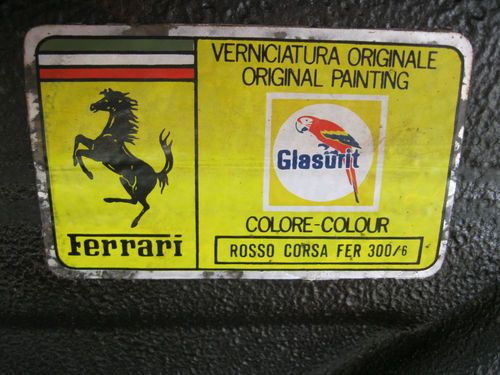 VERNICIATURA ORIGINALE
ORIGINAL PAINTING
Glasurit
COLORE-COLOUR
ROSSO CORSA FER 300/6
Ferrari